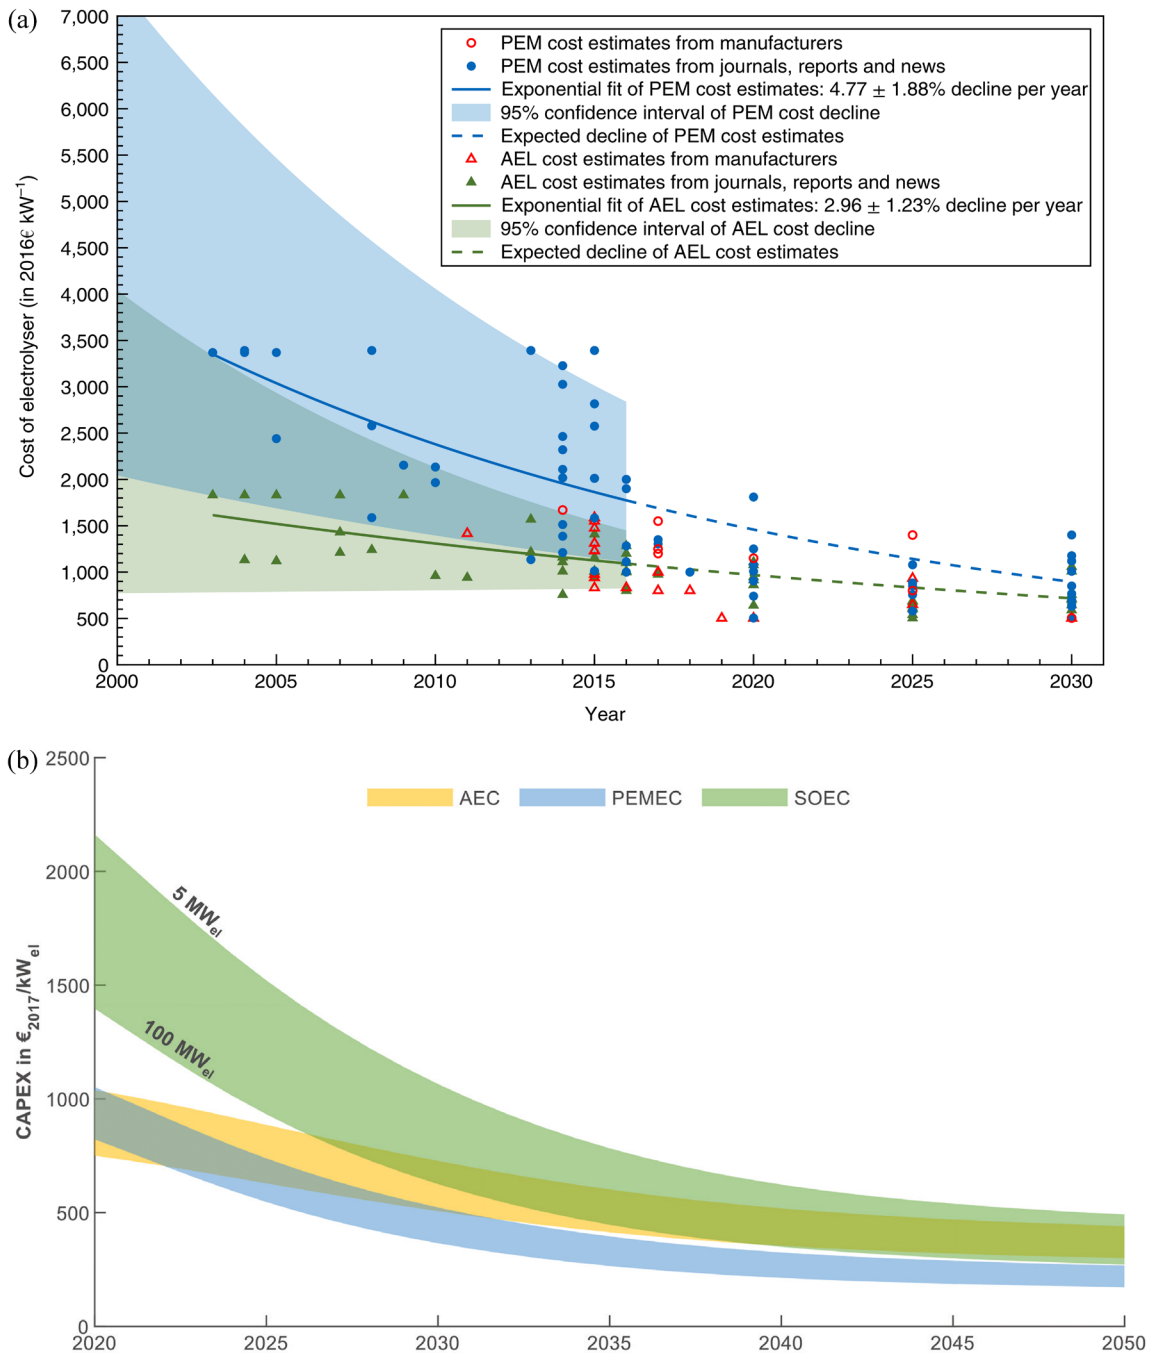 (a)
7,000
6,500
6,000
5,500
5,000
4,500
4,000
3,500
3,000
2,500
2,000
1,500
1,000
500
0
Cost of electrolyser (in 2016€ kW⁻¹)
PEM cost estimates from manufacturers
PEM cost estimates from journals, reports and news
Exponential fit of PEM cost estimates: 4.77 ± 1.88% decline per year
95% confidence interval of PEM cost decline
Expected decline of PEM cost estimates
AEL cost estimates from manufacturers
AEL cost estimates from journals, reports and news
Exponential fit of AEL cost estimates: 2.96 ± 1.23% decline per year
95% confidence interval of AEL cost decline
Expected decline of AEL cost estimates
2000 2005 2010 2015 2020 2025 2030
Year
(b)
2500
2000
1500
1000
500
0
CAPEX in €₂₀₁₇/kWₑₗ
AEC PEMEC SOEC
5 MWₑₗ
100 MWₑₗ
2020 2025 2030 2035 2040 2045 2050